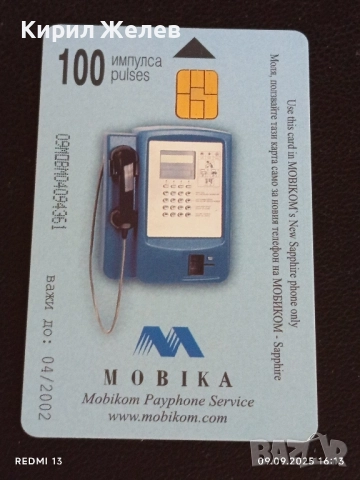 Кирил Желев
100 импулса
pulses
Use this card in MOBIKOM's New Sapphire phone only
Моля, ползвайте тази карта само за новия телефон на МОБИКОМ - Sapphire
09MOBM04094361
важи до: 04/2002
MOBIKA
Mobikom Payphone Service
www.mobikom.com
REDMI 13
09.09.2025 16:13